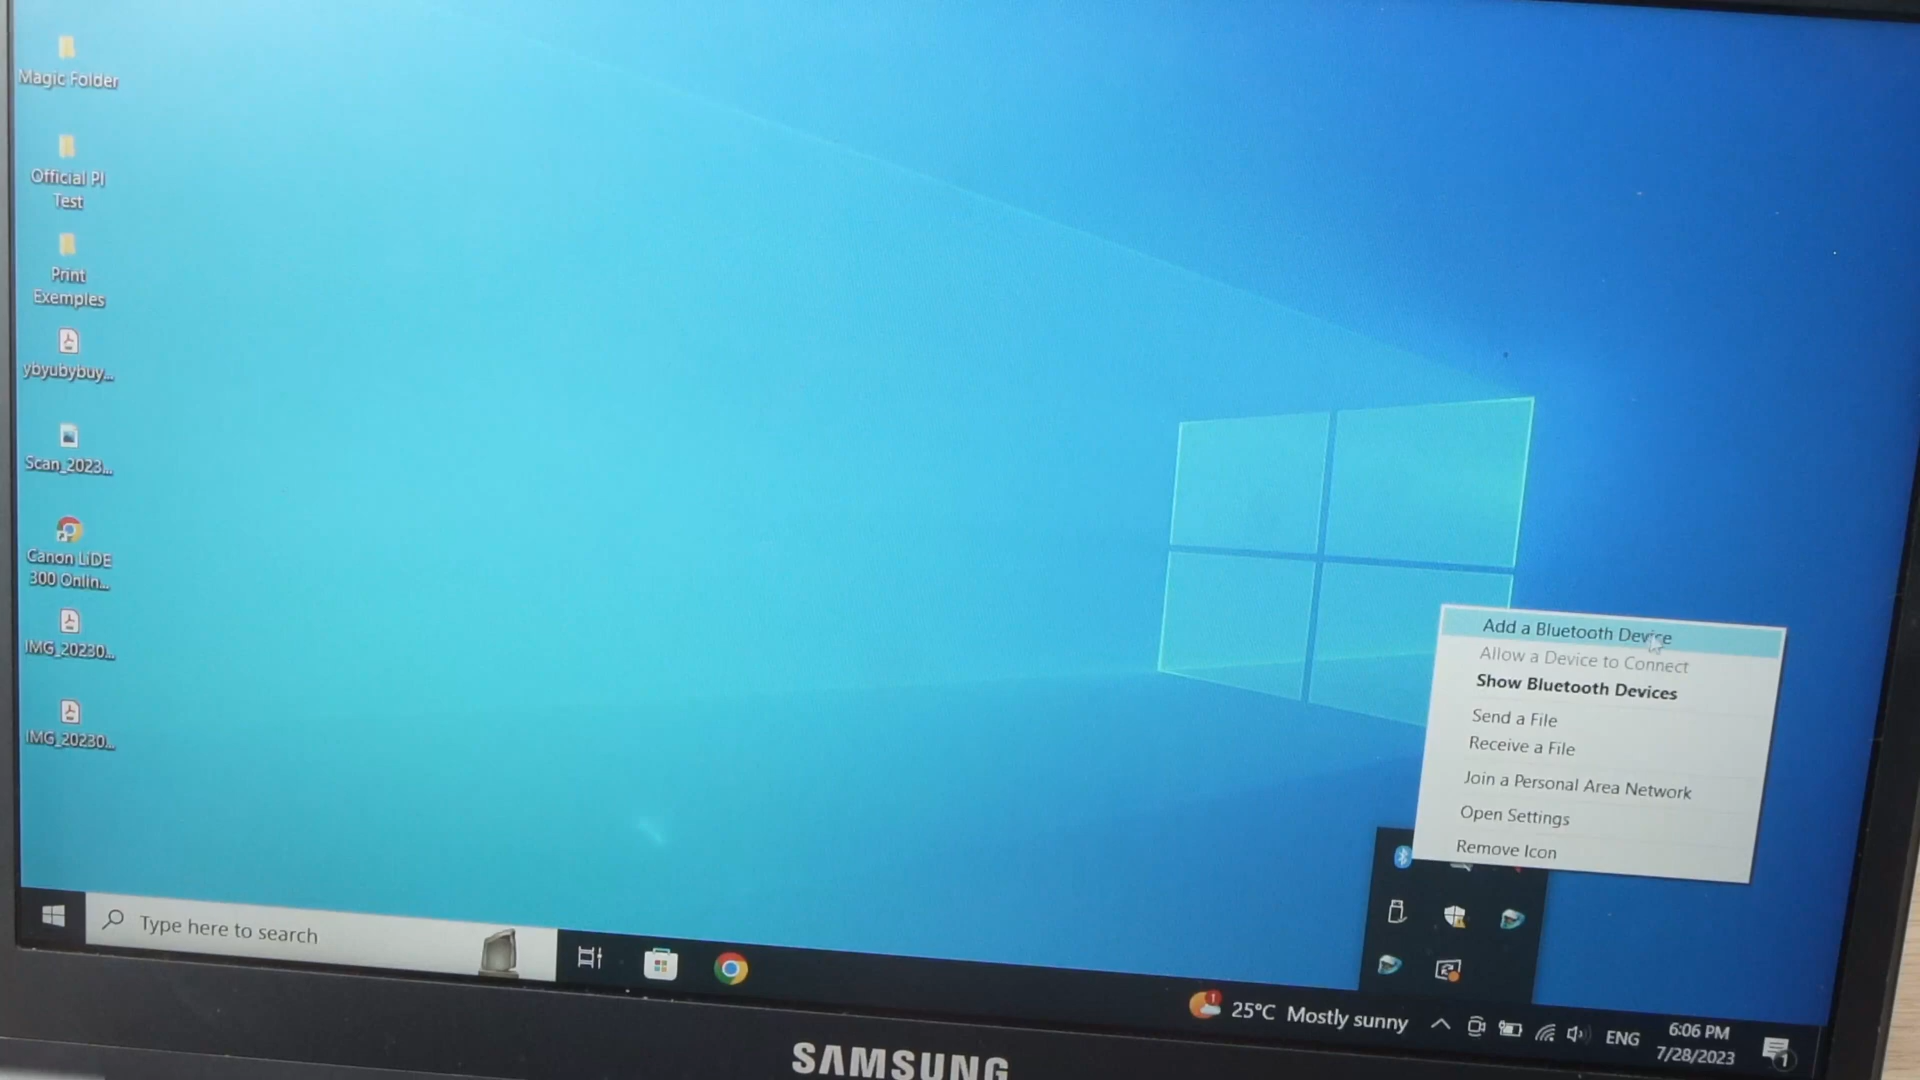 Magic Folder
Official PI
Test
Print
Exemples
ybyubybuy...
Scan_2023...
Canon LiDE
300 Onlin...
IMG_20230...
IMG_20230...
Add a Bluetooth Device
Allow a Device to Connect
Show Bluetooth Devices
Send a File
Receive a File
Join a Personal Area Network
Open Settings
Remove Icon
Type here to search
1
25°C Mostly sunny
ENG
6:06 PM
7/28/2023
1
SAMSUNG